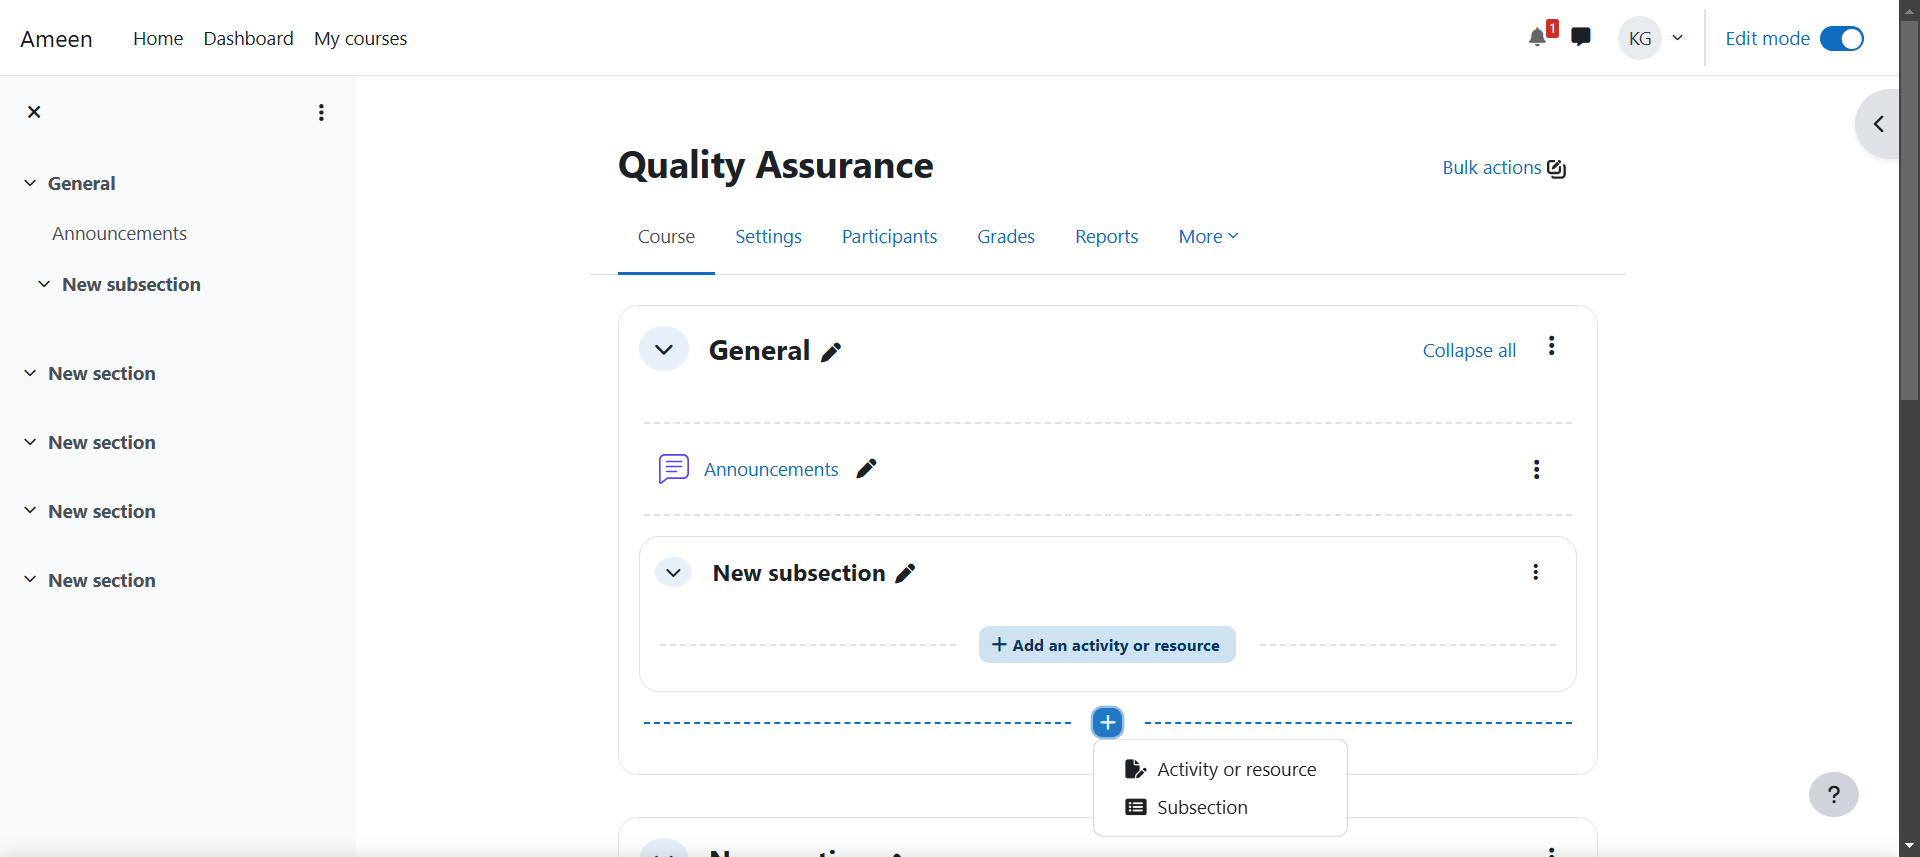 Ameen
Home
Dashboard
My courses
1
KG
Edit mode
General
Announcements
New subsection
New section
New section
New section
New section
Quality Assurance
Bulk actions
Course
Settings
Participants
Grades
Reports
More
General
Collapse all
Announcements
New subsection
+ Add an activity or resource
Activity or resource
Subsection
?